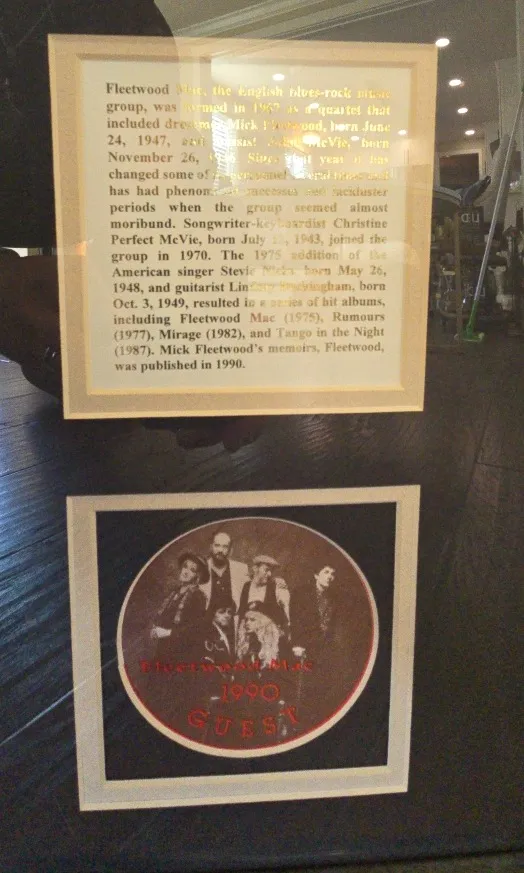 Fleetwood Mac, the English blues-rock music
group, was formed in 1967 as a quartet that
included drummer Mick Fleetwood, born June
24, 1947, and John McVie, born
November 26, Since that year it has
changed some of its personnel
has had phenomenal successes and lackluster
periods when the group seemed almost
moribund. Songwriter-keyboardist Christine
Perfect McVie, born July 1943, joined the
group in 1970. The 1975 addition of the
American singer Stevie Nicks, born May 26,
1948, and guitarist Lindsey Buckingham, born
Oct. 3, 1949, resulted in a series of hit albums,
including Fleetwood Mac (1975), Rumours
(1977), Mirage (1982), and Tango in the Night
(1987). Mick Fleetwood's memoirs, Fleetwood,
was published in 1990.
Fleetwood Mac
1990
GUEST